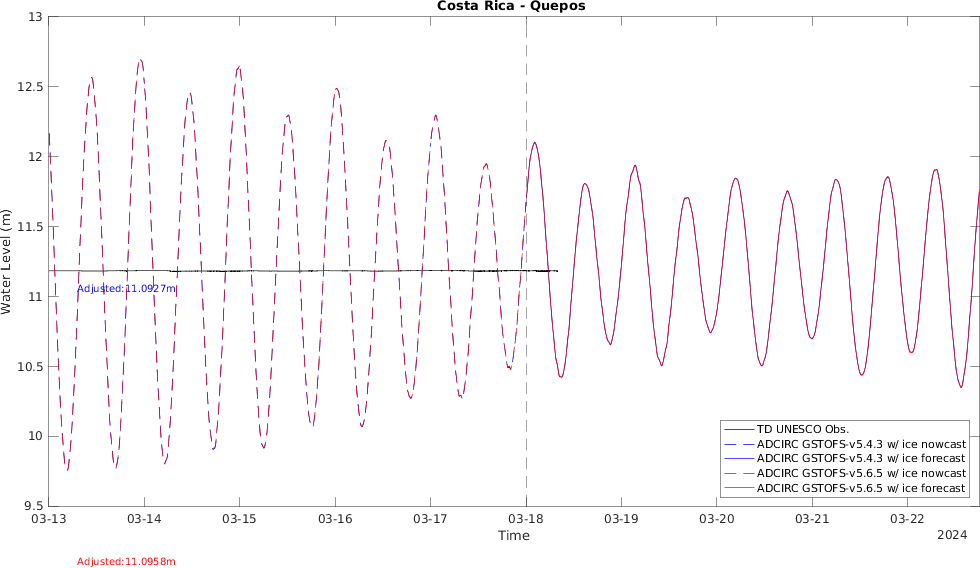 Costa Rica - Quepos
13
12.5
12
11.5
11
10.5
10
9.5
Water Level (m)
Adjusted:11.0927m
TD UNESCO Obs.
ADCIRC GSTOFS-v5.4.3 w/ ice nowcast
ADCIRC GSTOFS-v5.4.3 w/ ice forecast
ADCIRC GSTOFS-v5.6.5 w/ ice nowcast
ADCIRC GSTOFS-v5.6.5 w/ ice forecast
03-13 03-14 03-15 03-16 03-17 03-18 03-19 03-20 03-21 03-22
Time
2024
Adjusted:11.0958m